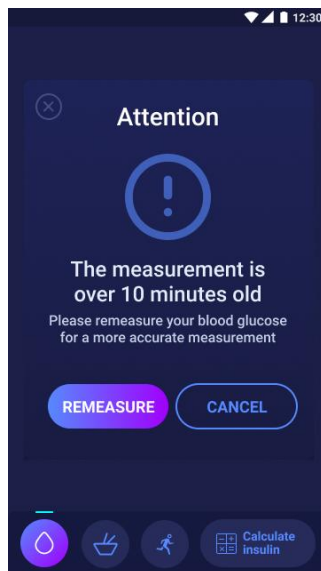 12:30
Attention
The measurement is
over 10 minutes old
Please remeasure your blood glucose
for a more accurate measurement
REMEASURE CANCEL
Calculate
insulin